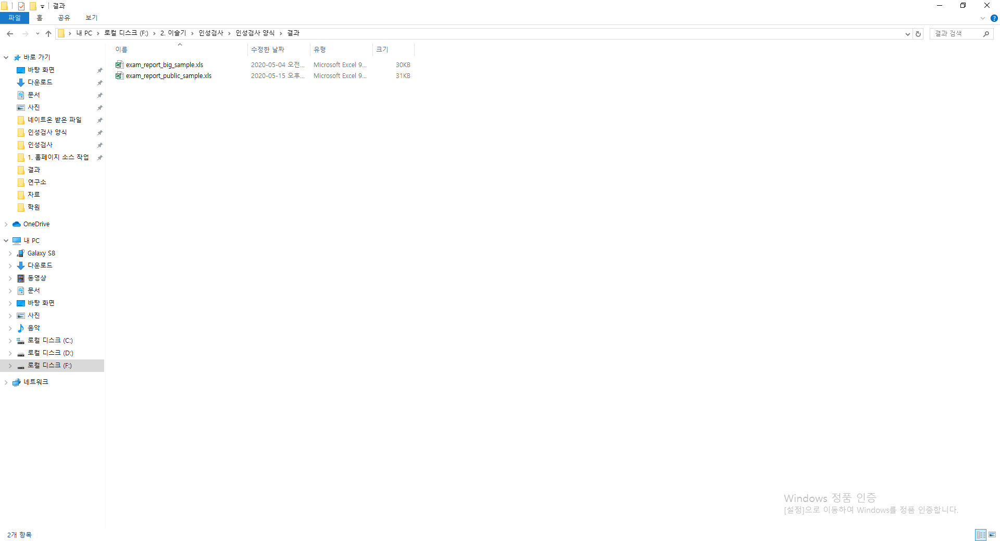 결과
파일 홈 공유 보기
내 PC 로컬 디스크 (F:) 2. 이슬기 인성검사 인성검사 양식 결과
결과 검색
이름 수정한 날짜 유형 크기
exam_report_big_sample.xls 2020-05-04 오전... Microsoft Excel 9... 30KB
exam_report_public_sample.xls 2020-05-15 오후... Microsoft Excel 9... 31KB
바로 가기
바탕 화면
다운로드
문서
사진
네이트온 받은 파일
인성검사 양식
인성검사
1. 홈페이지 소스 작업
결과
연구소
자료
학원
OneDrive
내 PC
Galaxy S8
다운로드
동영상
문서
바탕 화면
사진
음악
로컬 디스크 (C:)
로컬 디스크 (D:)
로컬 디스크 (F:)
네트워크
Windows 정품 인증
[설정]으로 이동하여 Windows를 정품 인증합니다.
2개 항목